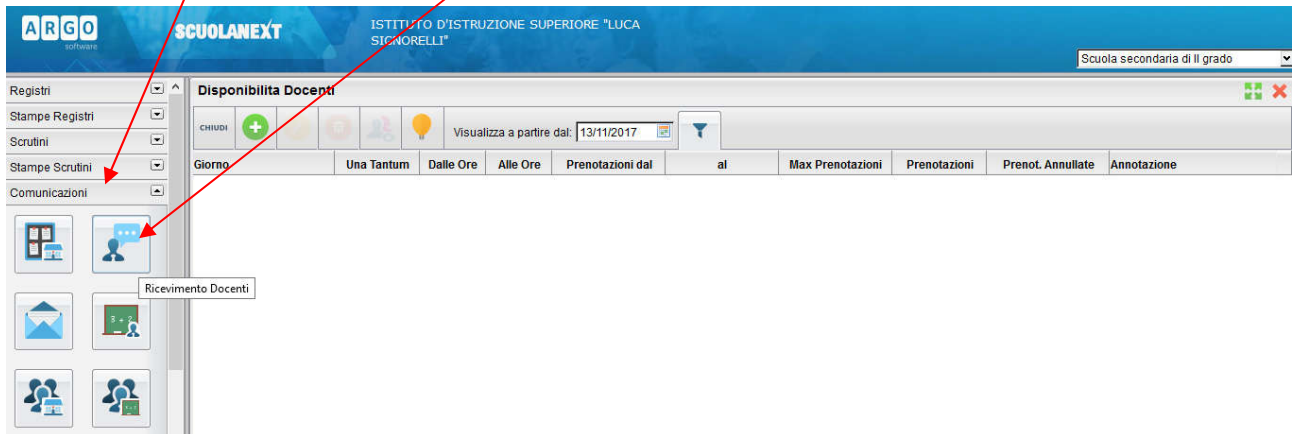 ARGO
software
SCUOLANEXT
ISTITUTO D'ISTRUZIONE SUPERIORE "LUCA
SIGNORELLI"
Scuola secondaria di II grado
Registri
Stampe Registri
Scrutini
Stampe Scrutini
Comunicazioni
Ricevimento Docenti
Disponibilita Docenti
CHIUDI
Visualizza a partire dal: 13/11/2017
Giorno Una Tantum Dalle Ore Alle Ore Prenotazioni dal al Max Prenotazioni Prenotazioni Prenot. Annullate Annotazione